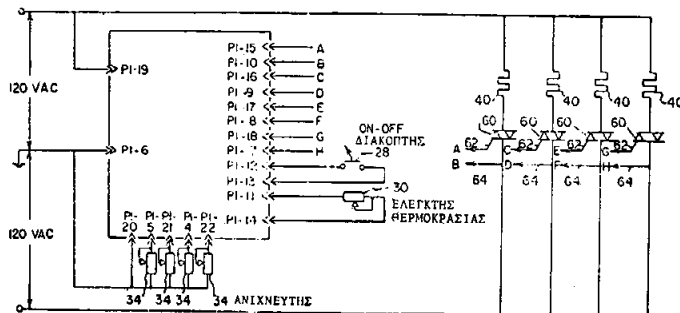 120 VAC
120 VAC
P1-19
P1-6
P1-15 A
P1-10 B
P1-16 C
P1-9 D
P1-17 E
P1-8 F
P1-18 G
P1-7 H
P1-12
P1-13
P1-11
P1-14
ON-OFF
ΔΙΑΚΟΠΤΗΣ
28
30
ΕΛΕΓΚΤΗΣ
ΘΕΡΜΟΚΡΑΣΙΑΣ
P1- P1- P1- P1- P1-
20 5 21 4 22
34 34 34 34 ΑΝΙΧΝΕΥΤΗΣ
40 40 40 40
60 60 60 60
A 62 C 62 E 62 G 62
B D F H
64 64 64 64